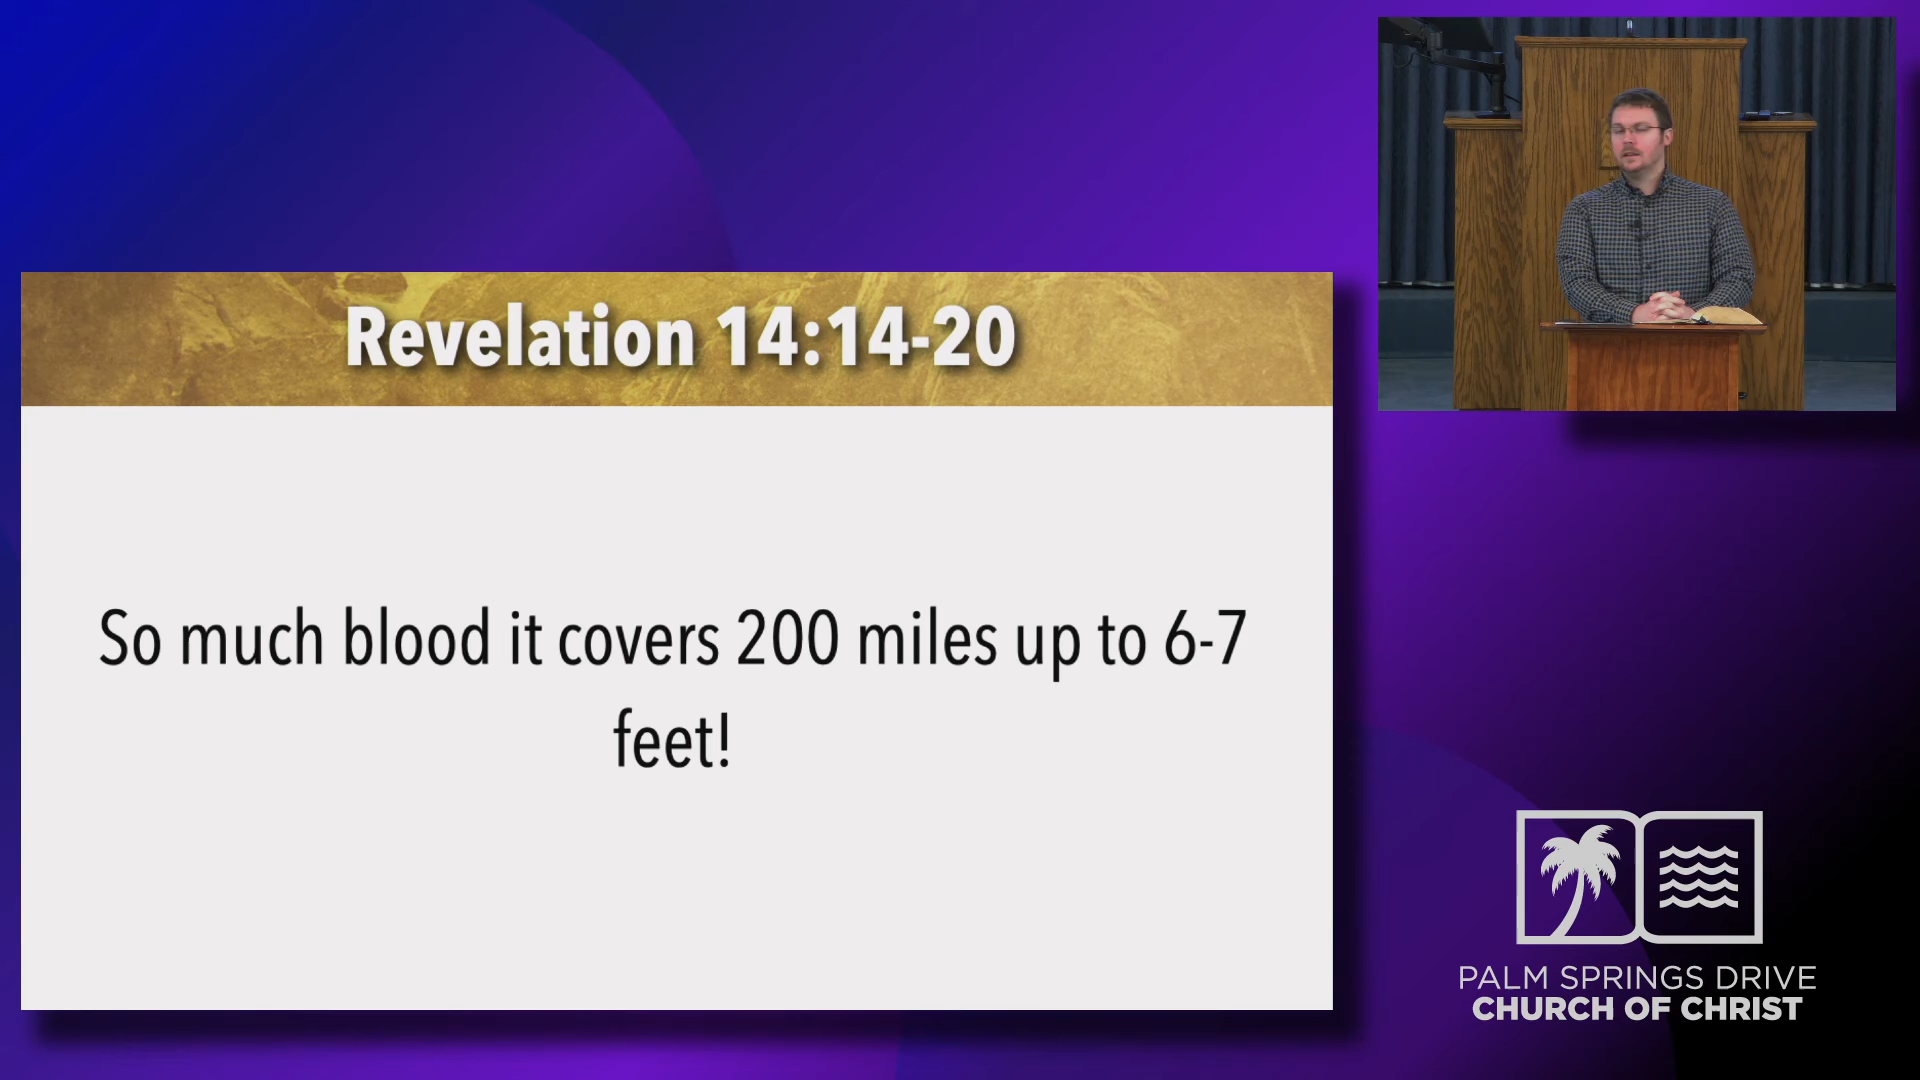 Revelation 14:14-20
So much blood it covers 200 miles up to 6-7
feet!
PALM SPRINGS DRIVE
CHURCH OF CHRIST